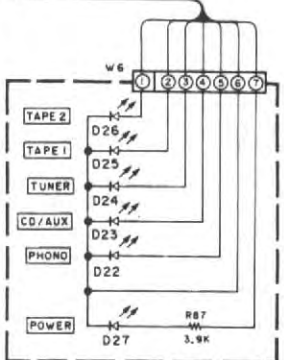 W6
1 2 3 4 5 6 7
TAPE 2
D26
TAPE 1
D25
TUNER
D24
CD/AUX
D23
PHONO
D22
R87
POWER
3.9K
D27